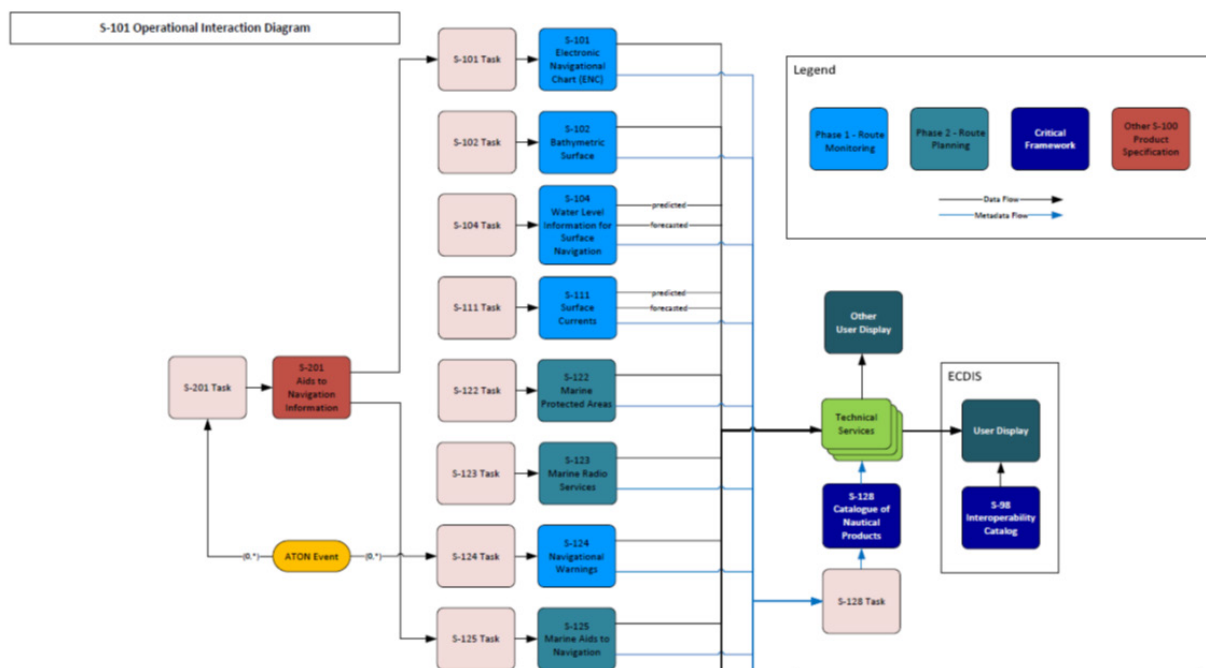 S-101 Operational Interaction Diagram
S-101 Task
S-101
Electronic
Navigational
Chart (ENC)
Legend
Phase 1 - Route
Monitoring
Phase 2 - Route
Planning
Critical
Framework
Other S-100
Product
Specification
Data Flow
Metadata Flow
S-102 Task
S-102
Bathymetric
Surface
S-104 Task
S-104
Water Level
Information for
Surface
Navigation
predicted
forecasted
S-111 Task
S-111
Surface
Currents
predicted
forecasted
Other
User Display
S-201 Task
S-201
Aids to
Navigation
Information
S-122 Task
S-122
Marine
Protected Areas
ECDIS
Technical
Services
User Display
S-123 Task
S-123
Marine Radio
Services
S-128
Catalogue of
Nautical
Products
S-98
Interoperability
Catalog
(0,*)
ATON Event
(0,*)
S-124 Task
S-124
Navigational
Warnings
S-128 Task
S-125 Task
S-125
Marine Aids to
Navigation